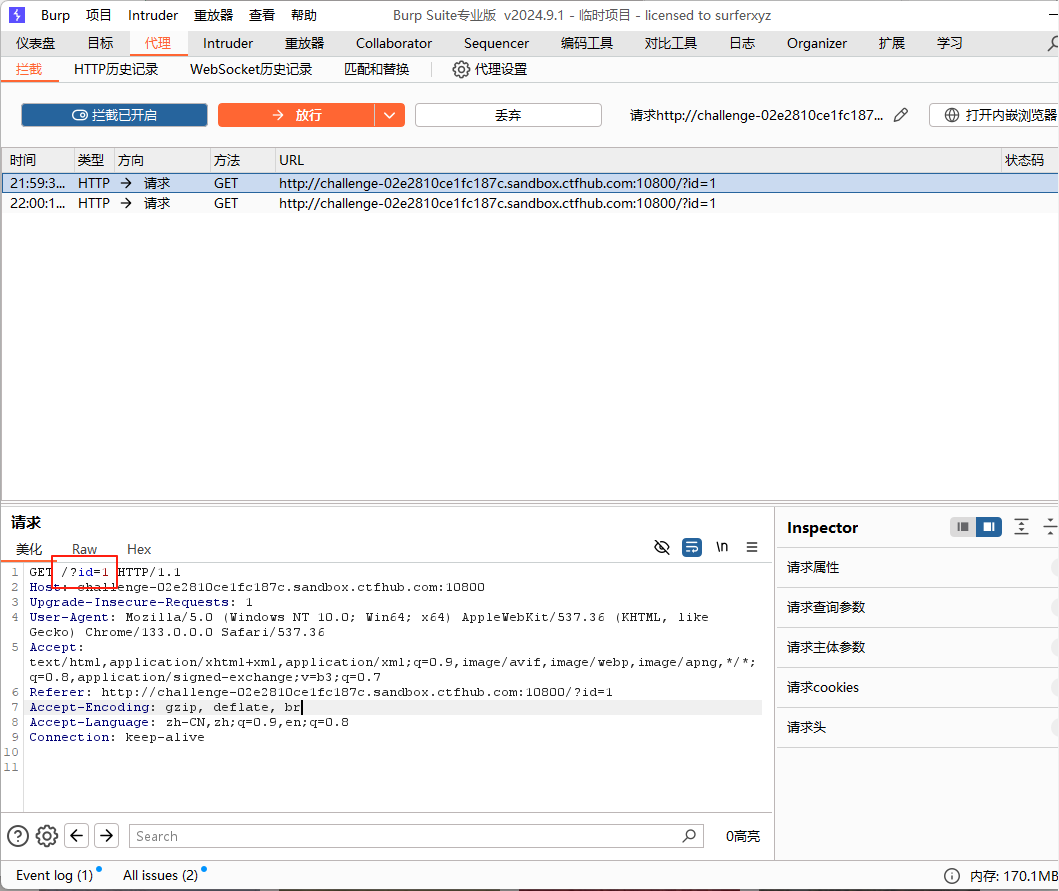 Burp 项目 Intruder 重放器 查看 帮助 Burp Suite专业版 v2024.9.1 - 临时项目 - licensed to surferxyz
仪表盘 目标 代理 Intruder 重放器 Collaborator Sequencer 编码工具 对比工具 日志 Organizer 扩展 学习
拦截 HTTP历史记录 WebSocket历史记录 匹配和替换 代理设置
拦截已开启 放行 丢弃 请求http://challenge-02e2810ce1fc187... 打开内嵌浏览器
时间 类型 方向 方法 URL 状态码
21:59:3... HTTP → 请求 GET http://challenge-02e2810ce1fc187c.sandbox.ctfhub.com:10800/?id=1
22:00:1... HTTP → 请求 GET http://challenge-02e2810ce1fc187c.sandbox.ctfhub.com:10800/?id=1
请求
美化 Raw Hex \n
1 GET /?id=1 HTTP/1.1
2 Host: challenge-02e2810ce1fc187c.sandbox.ctfhub.com:10800
3 Upgrade-Insecure-Requests: 1
4 User-Agent: Mozilla/5.0 (Windows NT 10.0; Win64; x64) AppleWebKit/537.36 (KHTML, like
Gecko) Chrome/133.0.0.0 Safari/537.36
5 Accept:
text/html,application/xhtml+xml,application/xml;q=0.9,image/avif,image/webp,image/apng,*/*;
q=0.8,application/signed-exchange;v=b3;q=0.7
6 Referer: http://challenge-02e2810ce1fc187c.sandbox.ctfhub.com:10800/?id=1
7 Accept-Encoding: gzip, deflate, br
8 Accept-Language: zh-CN,zh;q=0.9,en;q=0.8
9 Connection: keep-alive
10
11
Search 0高亮
Inspector
请求属性
请求查询参数
请求主体参数
请求cookies
请求头
Event log (1) All issues (2) 内存: 170.1MB